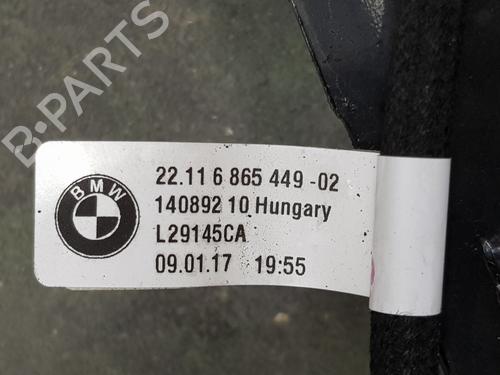 B-PARTS
BMW
22.11 6 865 449 -02
140892 10 Hungary
L29145CA
09.01.17 19:55